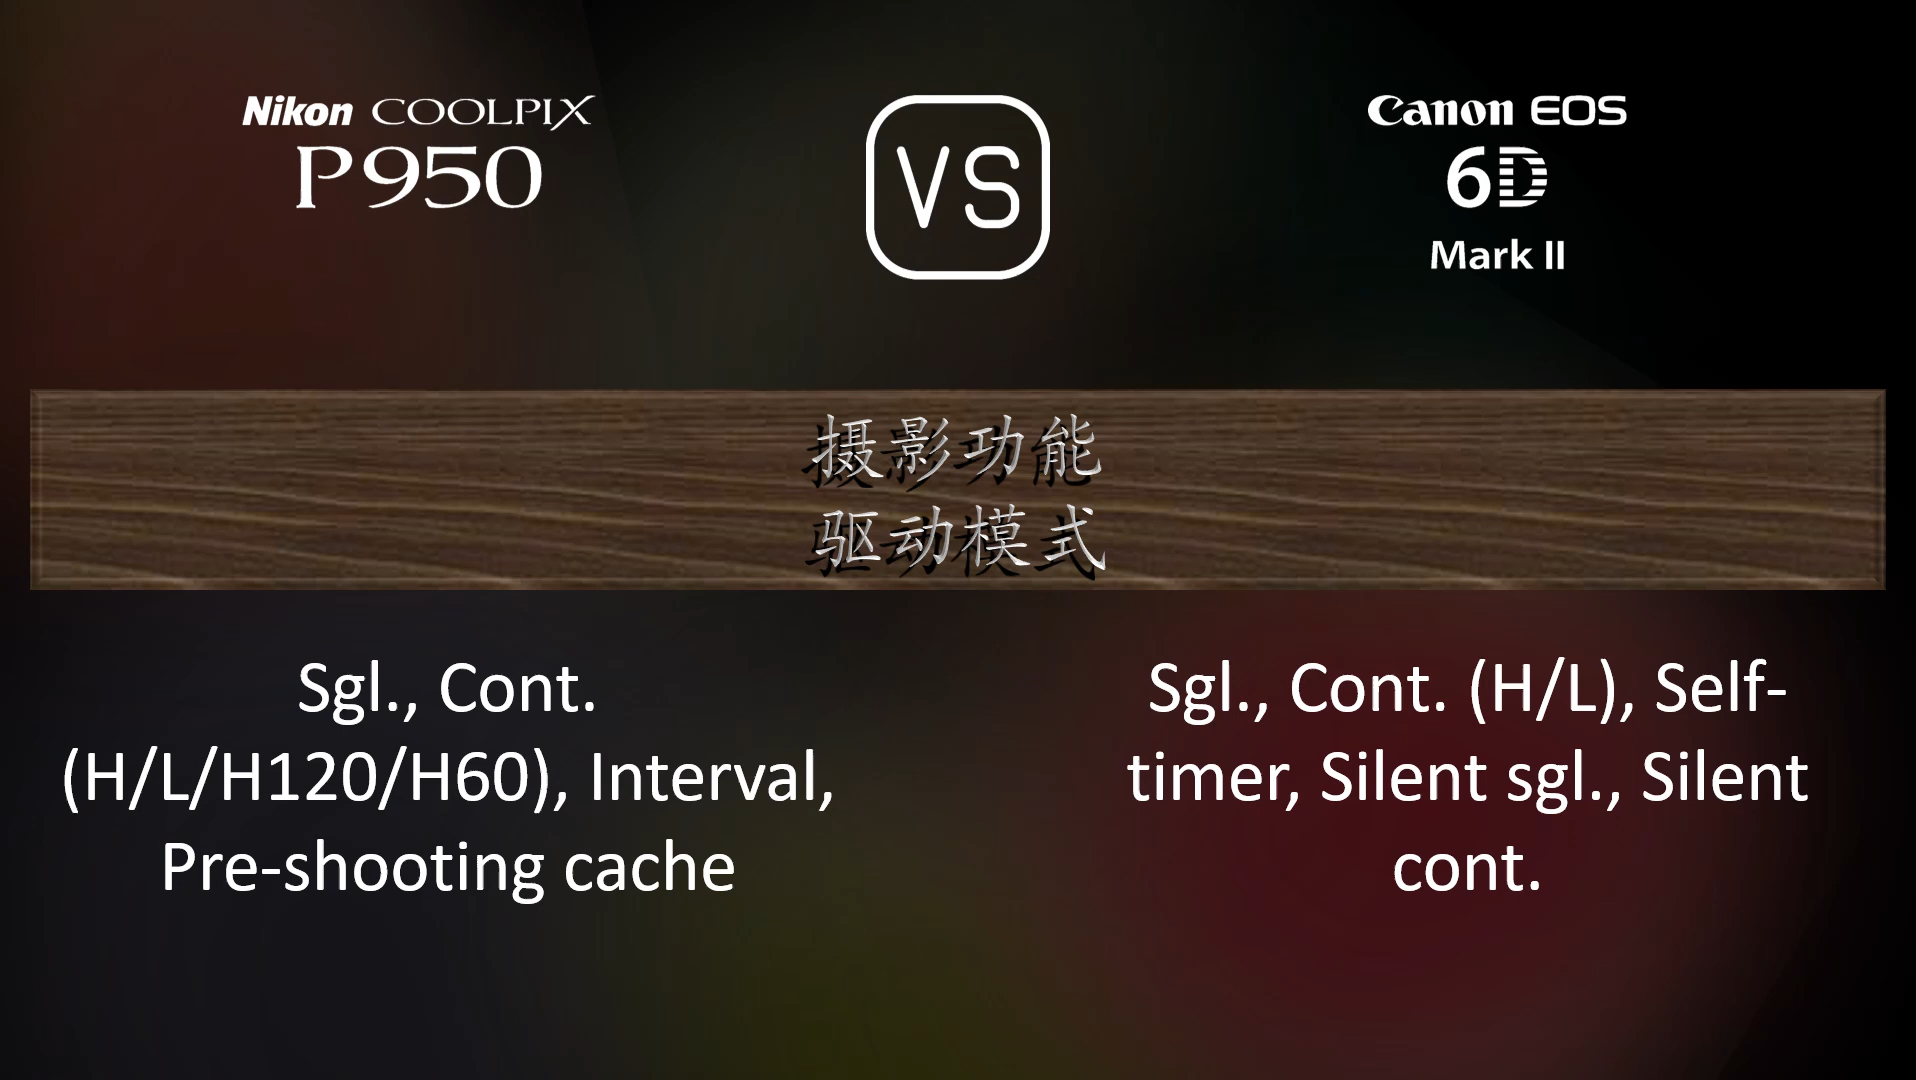 Nikon COOLPIX
P950
VS
Canon EOS
6D
Mark II
摄影功能
驱动模式
Sgl., Cont.
(H/L/H120/H60), Interval,
Pre-shooting cache
Sgl., Cont. (H/L), Self-
timer, Silent sgl., Silent
cont.